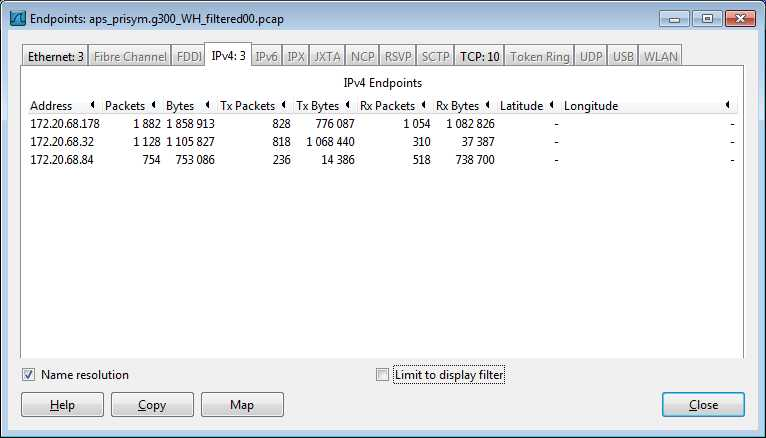 Endpoints: aps_prisym.g300_WH_filtered00.pcap
Ethernet: 3 Fibre Channel FDDI IPv4: 3 IPv6 IPX JXTA NCP RSVP SCTP TCP: 10 Token Ring UDP USB WLAN
IPv4 Endpoints
Address Packets Bytes Tx Packets Tx Bytes Rx Packets Rx Bytes Latitude Longitude
172.20.68.178 1 882 1 858 913 828 776 087 1 054 1 082 826 - -
172.20.68.32 1 128 1 105 827 818 1 068 440 310 37 387 - -
172.20.68.84 754 753 086 236 14 386 518 738 700 - -
Name resolution Limit to display filter
Help Copy Map Close